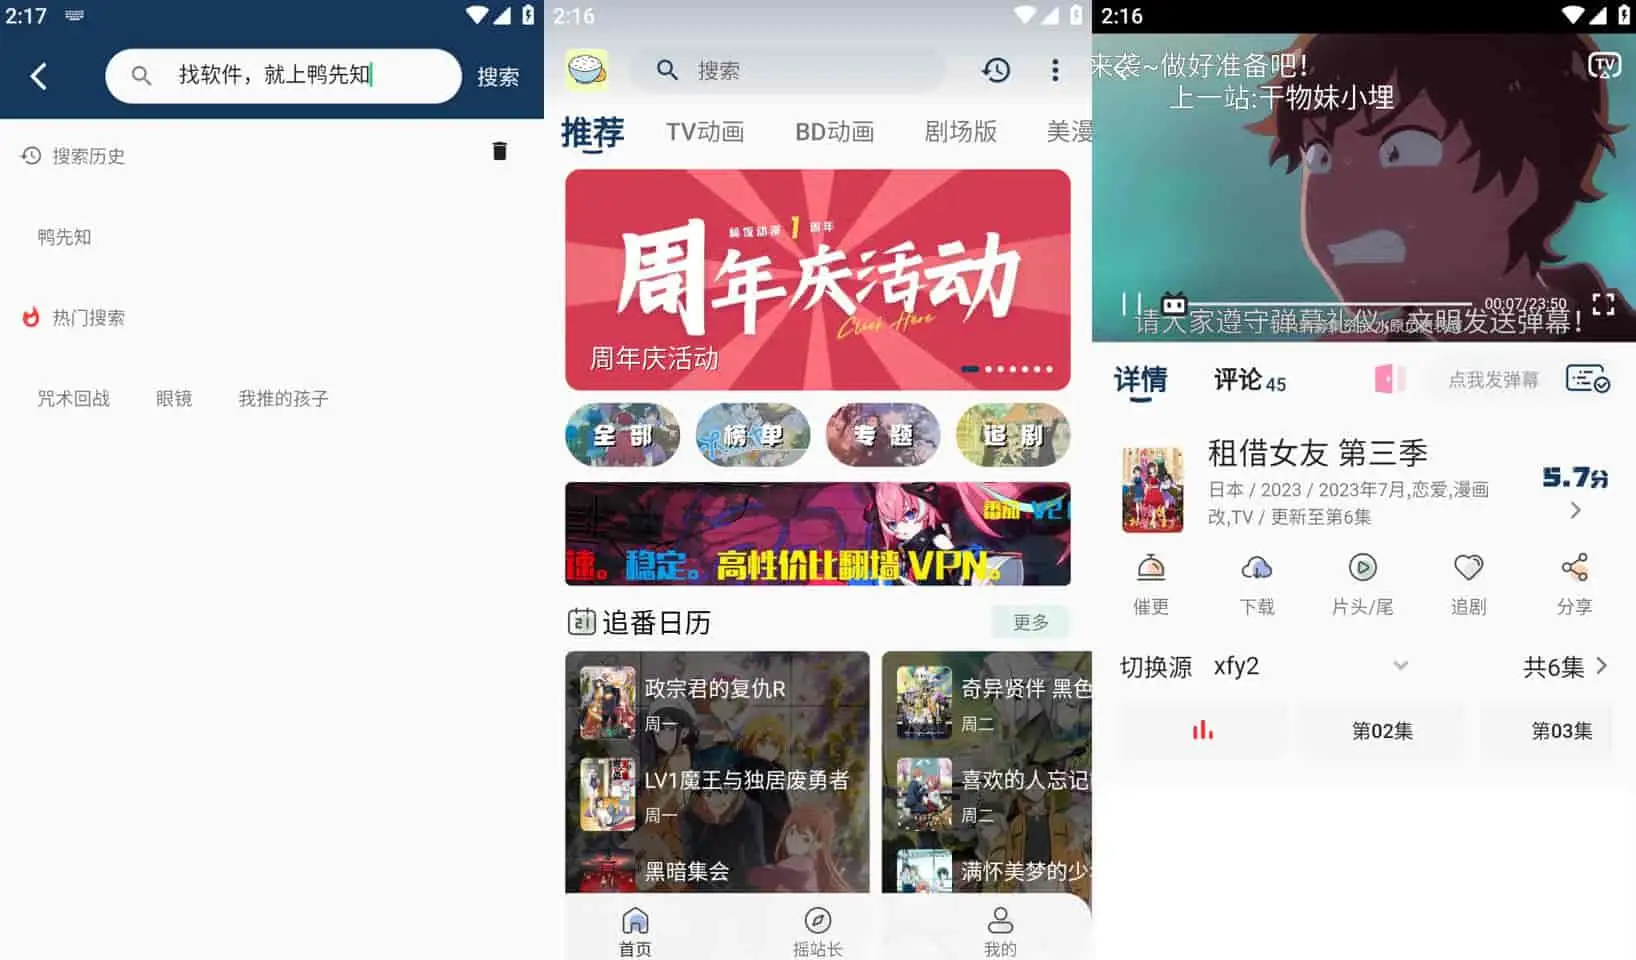 2:17
找软件，就上鸭先知
搜索
搜索历史
鸭先知
热门搜索
咒术回战
眼镜
我推的孩子
2:16
搜索
推荐
TV动画
BD动画
剧场版
美漫
稀饭动漫 1 周年
周年庆活动
Click Here
周年庆活动
全部
榜单
专题
追剧
番茄 V2
速。稳定。高性价比翻墙 VPN。
21
追番日历
更多
政宗君的复仇R
周一
LV1魔王与独居废勇者
周一
黑暗集会
奇异贤伴 黑色
周二
喜欢的人忘记
周二
满怀美梦的少
首页
摇站长
我的
2:16
来袭~做好准备吧！
TV
上一站:干物妹小埋
00:07/23:50
请大家遵守弹幕礼仪，文明发送弹幕！
详情
评论 45
点我发弹幕
租借女友 第三季
5.7分
日本 / 2023 / 2023年7月,恋爱,漫画
改,TV / 更新至第6集
催更
下载
片头/尾
追剧
分享
切换源
xfy2
共6集
第02集
第03集